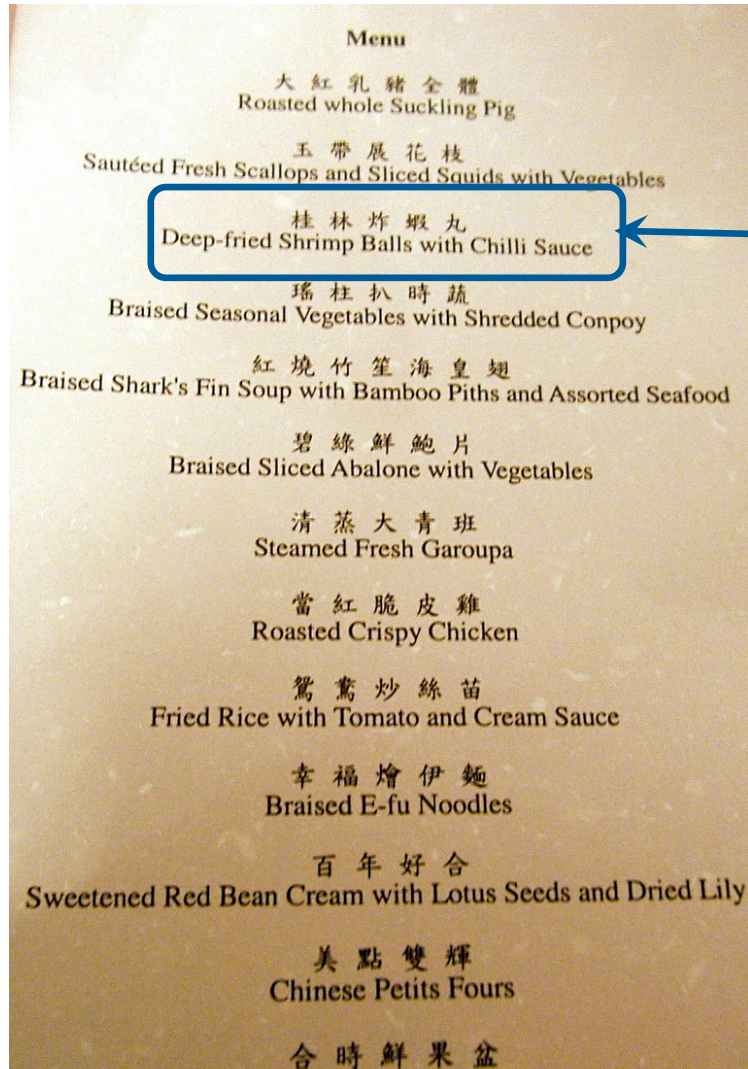 Menu
大紅乳豬全體
Roasted whole Suckling Pig
玉帶展花枝
Sautéed Fresh Scallops and Sliced Squids with Vegetables
桂林炸蝦丸
Deep-fried Shrimp Balls with Chilli Sauce
瑤柱扒時蔬
Braised Seasonal Vegetables with Shredded Conpoy
紅燒竹笙海皇翅
Braised Shark's Fin Soup with Bamboo Piths and Assorted Seafood
碧綠鮮鮑片
Braised Sliced Abalone with Vegetables
清蒸大青班
Steamed Fresh Garoupa
當紅脆皮雞
Roasted Crispy Chicken
鴛鴦炒絲苗
Fried Rice with Tomato and Cream Sauce
幸福燴伊麵
Braised E-fu Noodles
百年好合
Sweetened Red Bean Cream with Lotus Seeds and Dried Lily
美點雙輝
Chinese Petits Fours
合時鮮果盆